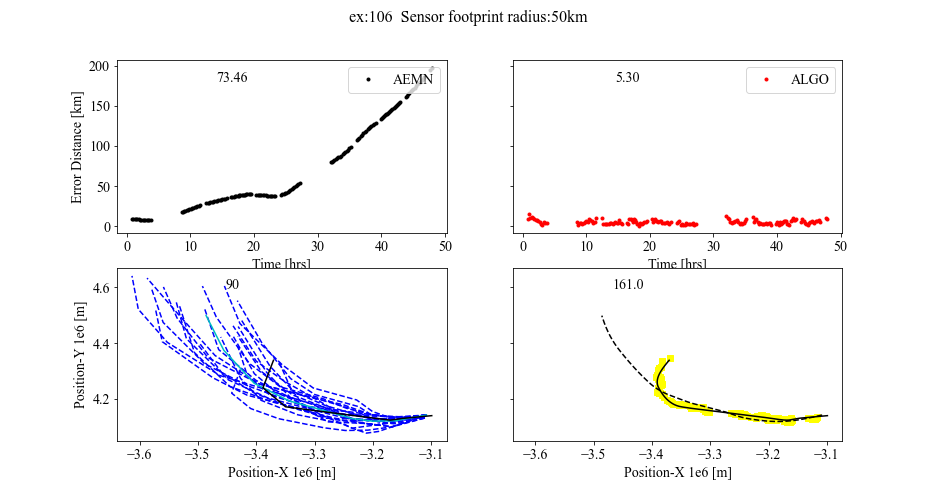 ex:106  Sensor footprint radius:50km
73.46
AEMN
200
150
100
50
0
Error Distance [km]
0 10 20 30 40 50
Time [hrs]
5.30
ALGO
0 10 20 30 40 50
Time [hrs]
90
4.6
4.4
4.2
Position-Y 1e6 [m]
−3.6 −3.5 −3.4 −3.3 −3.2 −3.1
Position-X 1e6 [m]
161.0
−3.6 −3.5 −3.4 −3.3 −3.2 −3.1
Position-X 1e6 [m]